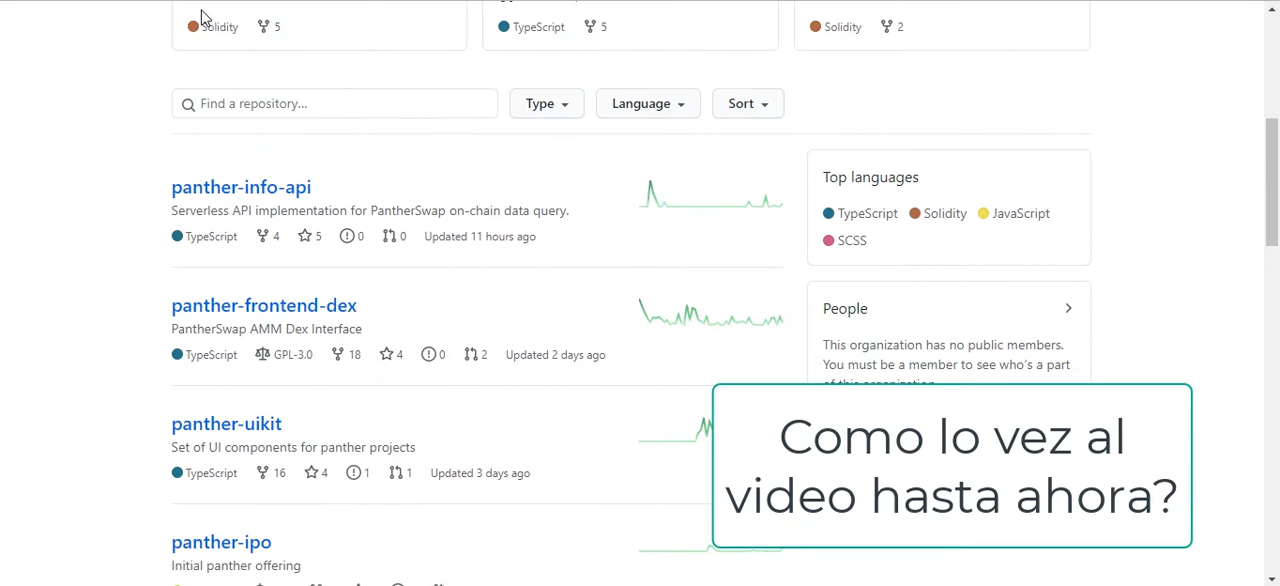 Solidity 5
TypeScript 5
Solidity 2
Find a repository...
Type
Language
Sort
panther-info-api
Serverless API implementation for PantherSwap on-chain data query.
TypeScript 4 5 0 0 Updated 11 hours ago
panther-frontend-dex
PantherSwap AMM Dex Interface
TypeScript GPL-3.0 18 4 0 2 Updated 2 days ago
panther-uikit
Set of UI components for panther projects
TypeScript 16 4 1 1 Updated 3 days ago
panther-ipo
Initial panther offering
Top languages
TypeScript Solidity JavaScript
SCSS
People
This organization has no public members.
You must be a member to see who's a part
of this organization.
Como lo vez al
video hasta ahora?